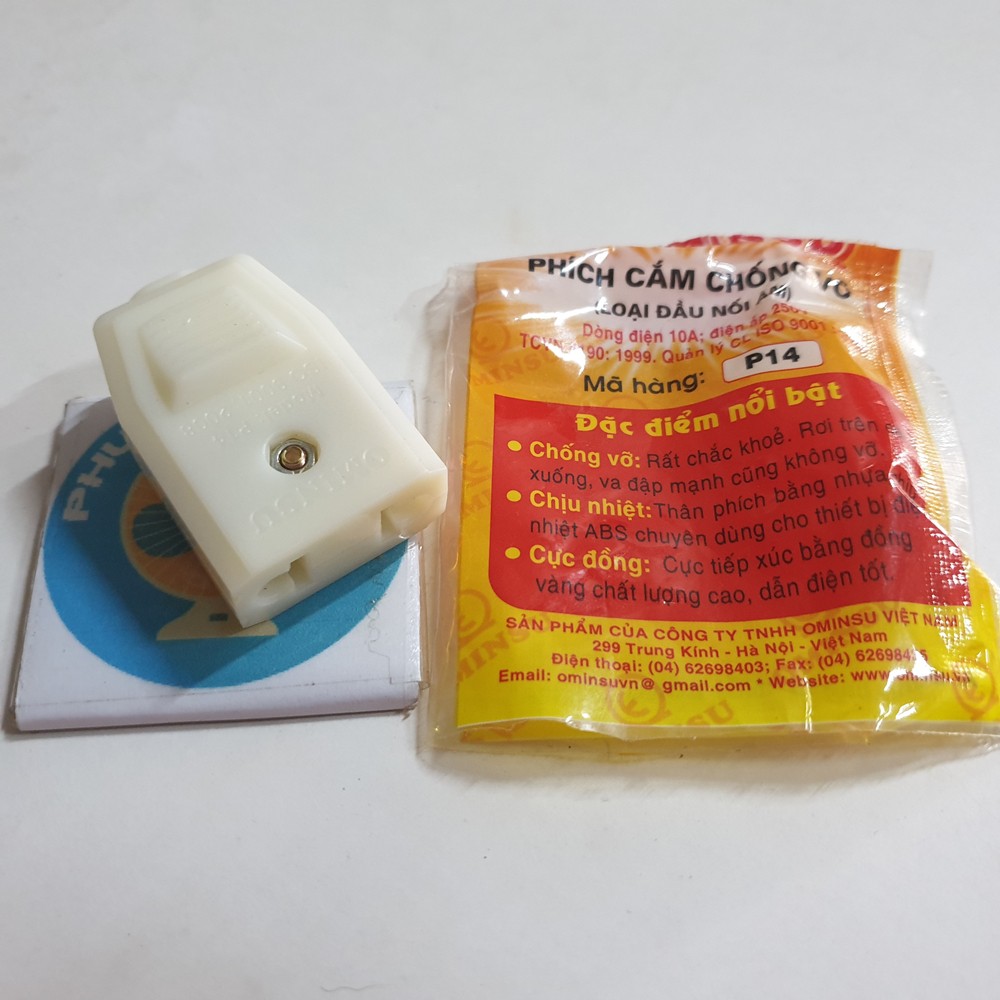 PHÍCH CẮM CHỐNG VỠ
(LOẠI ĐẦU NỐI ÂM)
Dòng điện 10A; điện áp 250
190: 1999. Quản lý CL ISO 9001
Mã hàng: P14
Đặc điểm nổi bật
• Chống vỡ: Rất chắc khoẻ. Rơi trên
xuống, va đập mạnh cũng không vỡ.
• Chịu nhiệt: Thân phích bằng nhựa
nhiệt ABS chuyên dùng cho thiết bị
• Cực đồng: Cực tiếp xúc bằng đồng
vàng chất lượng cao, dẫn điện tốt.
SẢN PHẨM CỦA CÔNG TY TNHH OMINSU VIỆT NAM
299 Trung Kính - Hà Nội - Việt Nam
Điện thoại: (04) 62698403; Fax: (04)
Email: ominsuvn@ gmail.com * Website:
PHU
OMINSU